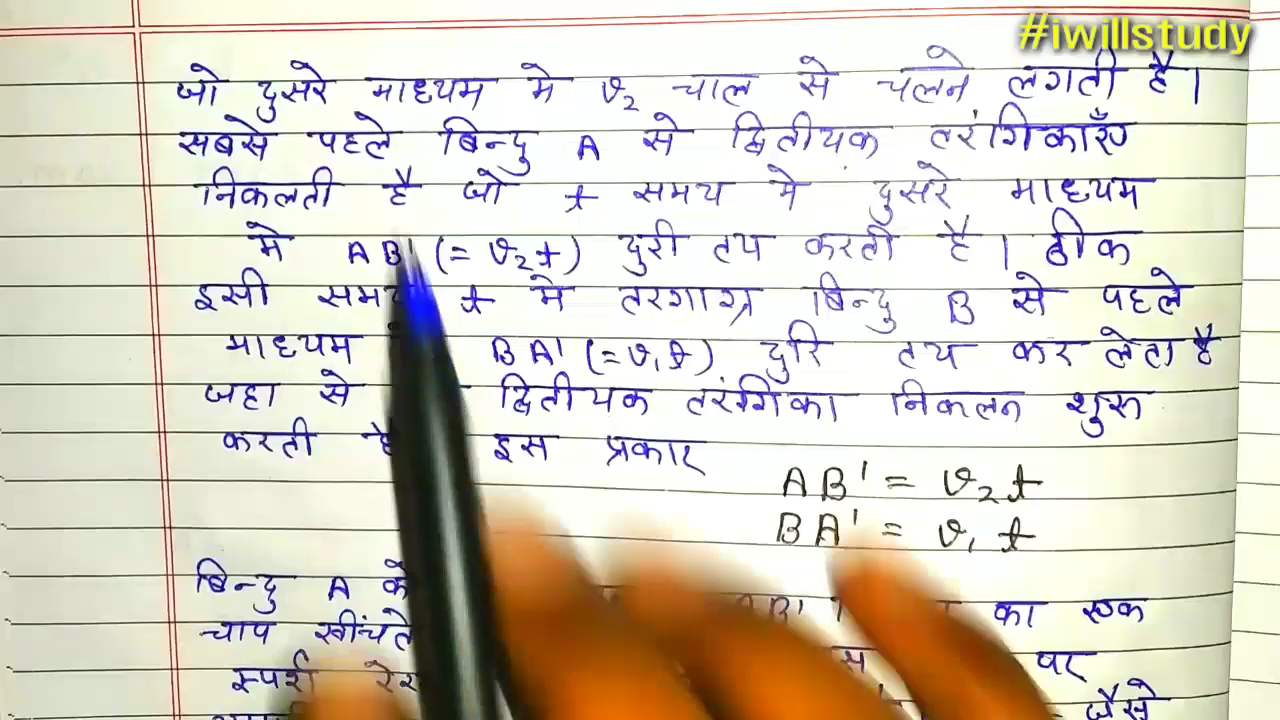 #iwillstudy
जो दुसरे माध्यम मे v₂ चाल से चलने लगती है।
सबसे पहले बिन्दु A से द्वितीयक तरंगिकाएँ
निकलती है जो t समय मे दुसरे माध्यम
मे AB'(= v₂t) दुरी तय करती है। ठीक
इसी समय t मे तरगाग्र बिन्दु B से पहले
माध्यम BA'(=v₁t) दुरि तय कर लेता है
जहा से द्वितीयक तरंगिका निकलन शुरू
करती है इस प्रकार
AB' = v₂t
BA' = v₁t
बिन्दु A के AB' का एक
चाप खींचते पर
स्पर्श जैसे